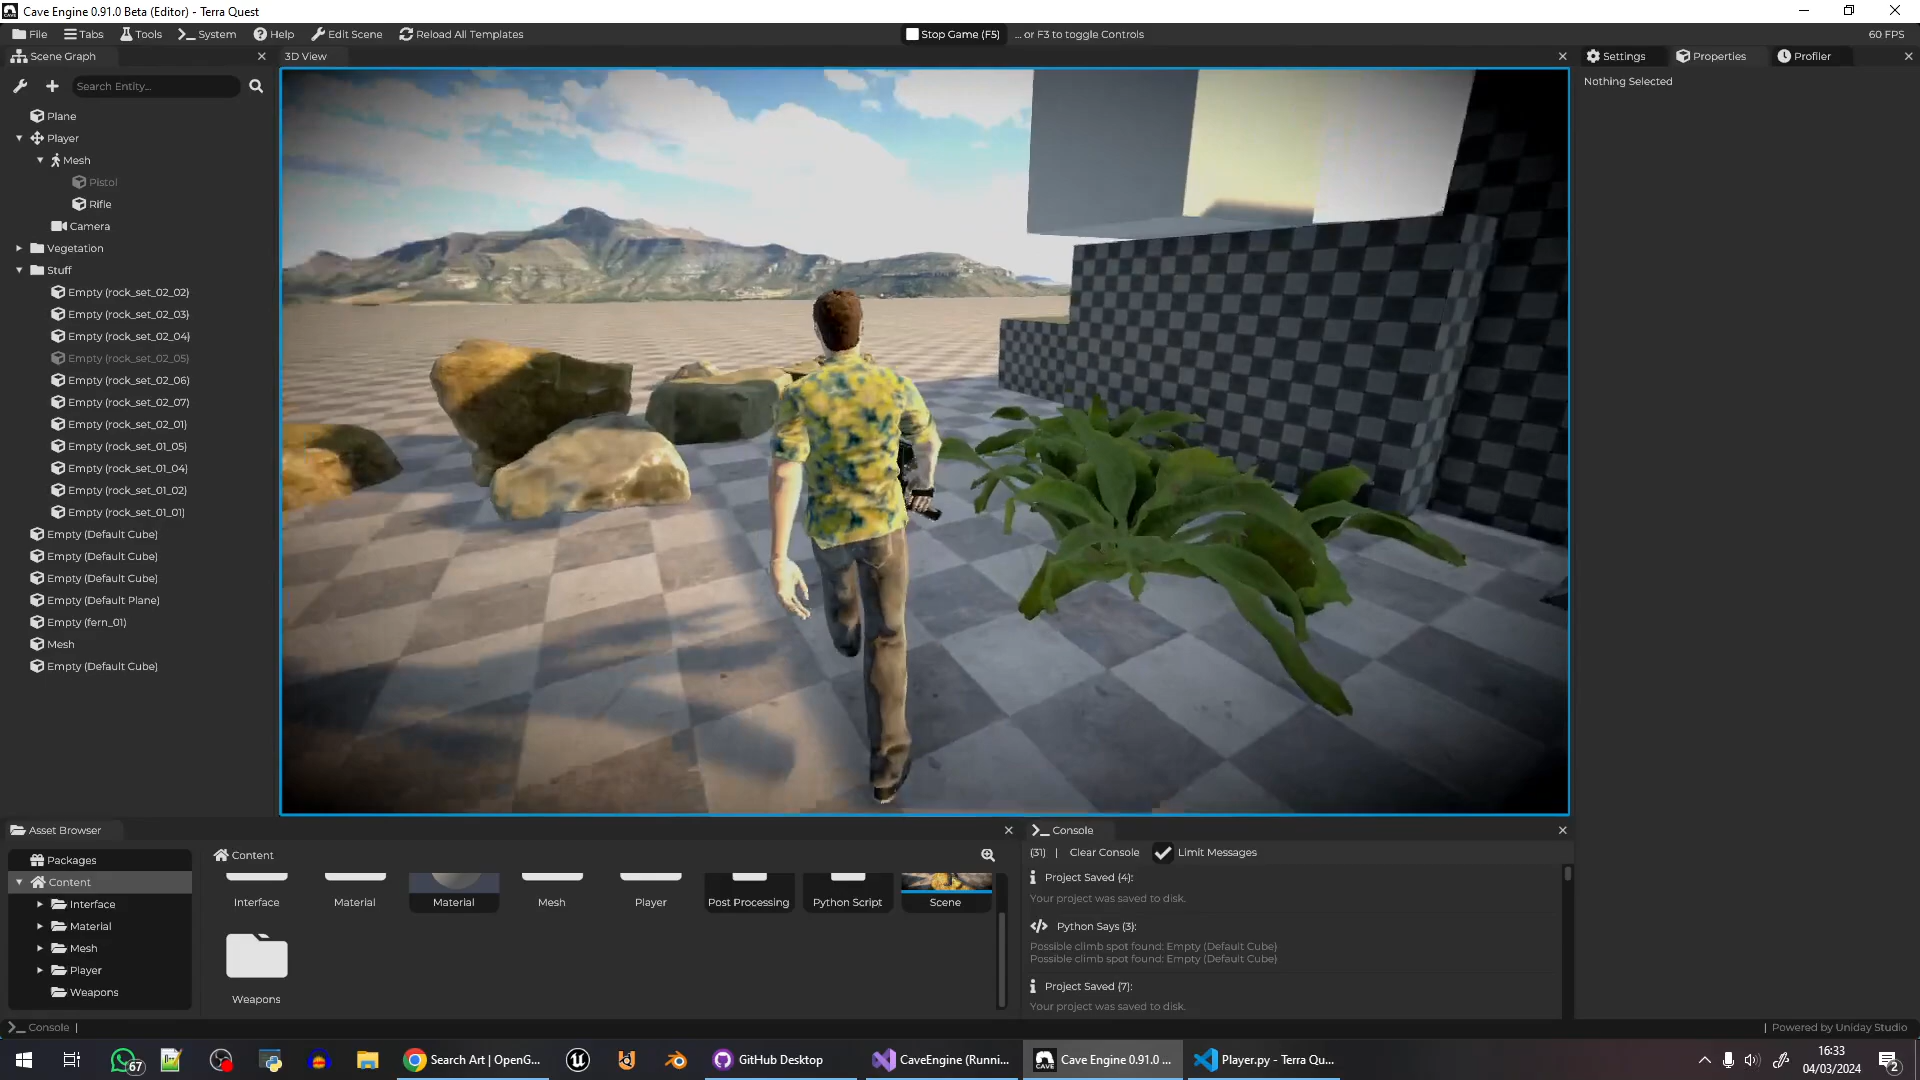 Cave Engine 0.91.0 Beta (Editor) - Terra Quest
File Tabs Tools System Help Edit Scene Reload All Templates
Stop Game (F5) ... or F3 to toggle Controls
60 FPS
Scene Graph
Search Entity...
Plane
Player
Mesh
Pistol
Rifle
Camera
Vegetation
Stuff
Empty (rock_set_02_02)
Empty (rock_set_02_03)
Empty (rock_set_02_04)
Empty (rock_set_02_05)
Empty (rock_set_02_06)
Empty (rock_set_02_07)
Empty (rock_set_02_01)
Empty (rock_set_01_05)
Empty (rock_set_01_04)
Empty (rock_set_01_02)
Empty (rock_set_01_01)
Empty (Default Cube)
Empty (Default Cube)
Empty (Default Cube)
Empty (Default Plane)
Empty (fern_01)
Mesh
Empty (Default Cube)
3D View
Settings Properties Profiler
Nothing Selected
Asset Browser
Packages
Content
Interface
Material
Mesh
Player
Weapons
Content
Interface Material Material Mesh Player Post Processing Python Script Scene
Weapons
Console
(31) | Clear Console Limit Messages
Project Saved (4):
Your project was saved to disk.
Python Says (3):
Possible climb spot found: Empty (Default Cube)
Possible climb spot found: Empty (Default Cube)
Project Saved (7):
Your project was saved to disk.
Console |
| Powered by Uniday Studio
67
Search Art | OpenG...
GitHub Desktop
CaveEngine (Runni...
CAVE
Cave Engine 0.91.0 ...
Player.py - Terra Qu...
16:33
04/03/2024
2